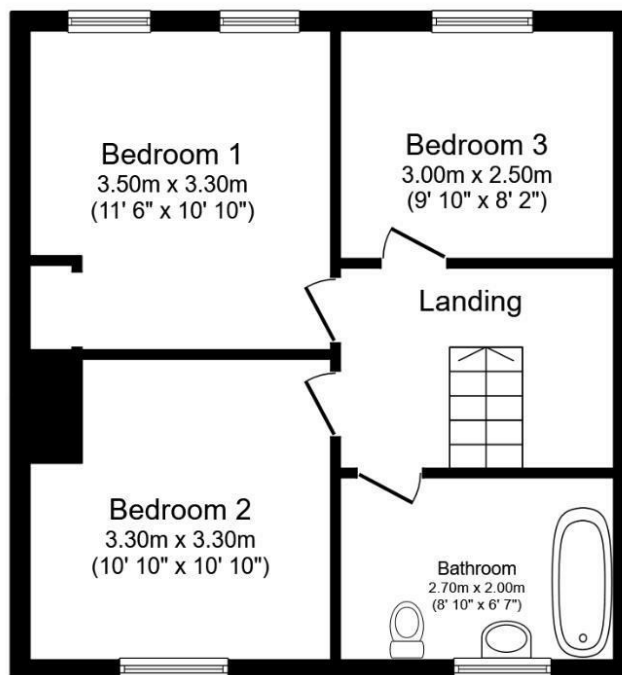 Bedroom 1
3.50m x 3.30m
(11' 6" x 10' 10")
Bedroom 3
3.00m x 2.50m
(9' 10" x 8' 2")
Landing
Bedroom 2
3.30m x 3.30m
(10' 10" x 10' 10")
Bathroom
2.70m x 2.00m
(8' 10" x 6' 7")